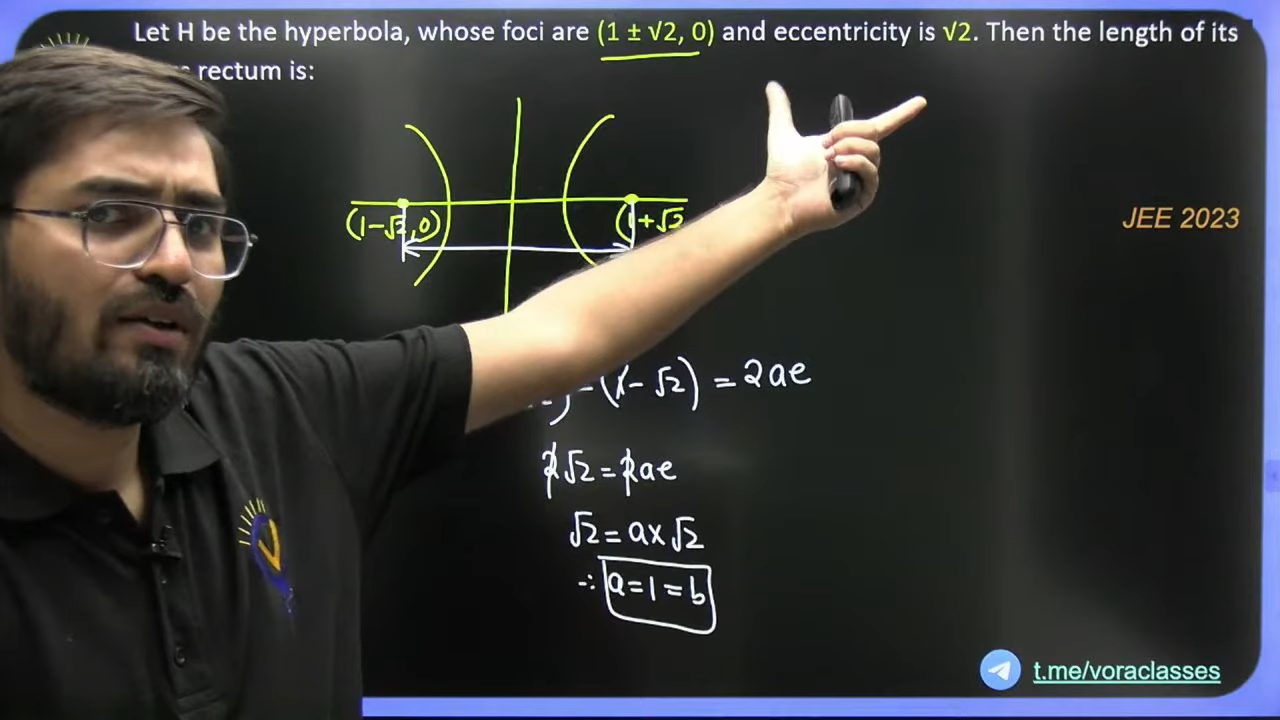 Let H be the hyperbola, whose foci are (1 ± √2, 0) and eccentricity is √2. Then the length of its
rectum is:
JEE 2023
(1-√2,0) (1+√2
-(1-√2) = 2ae
2√2 = 2ae
√2 = a×√2
∴ a=1=b
t.me/voraclasses